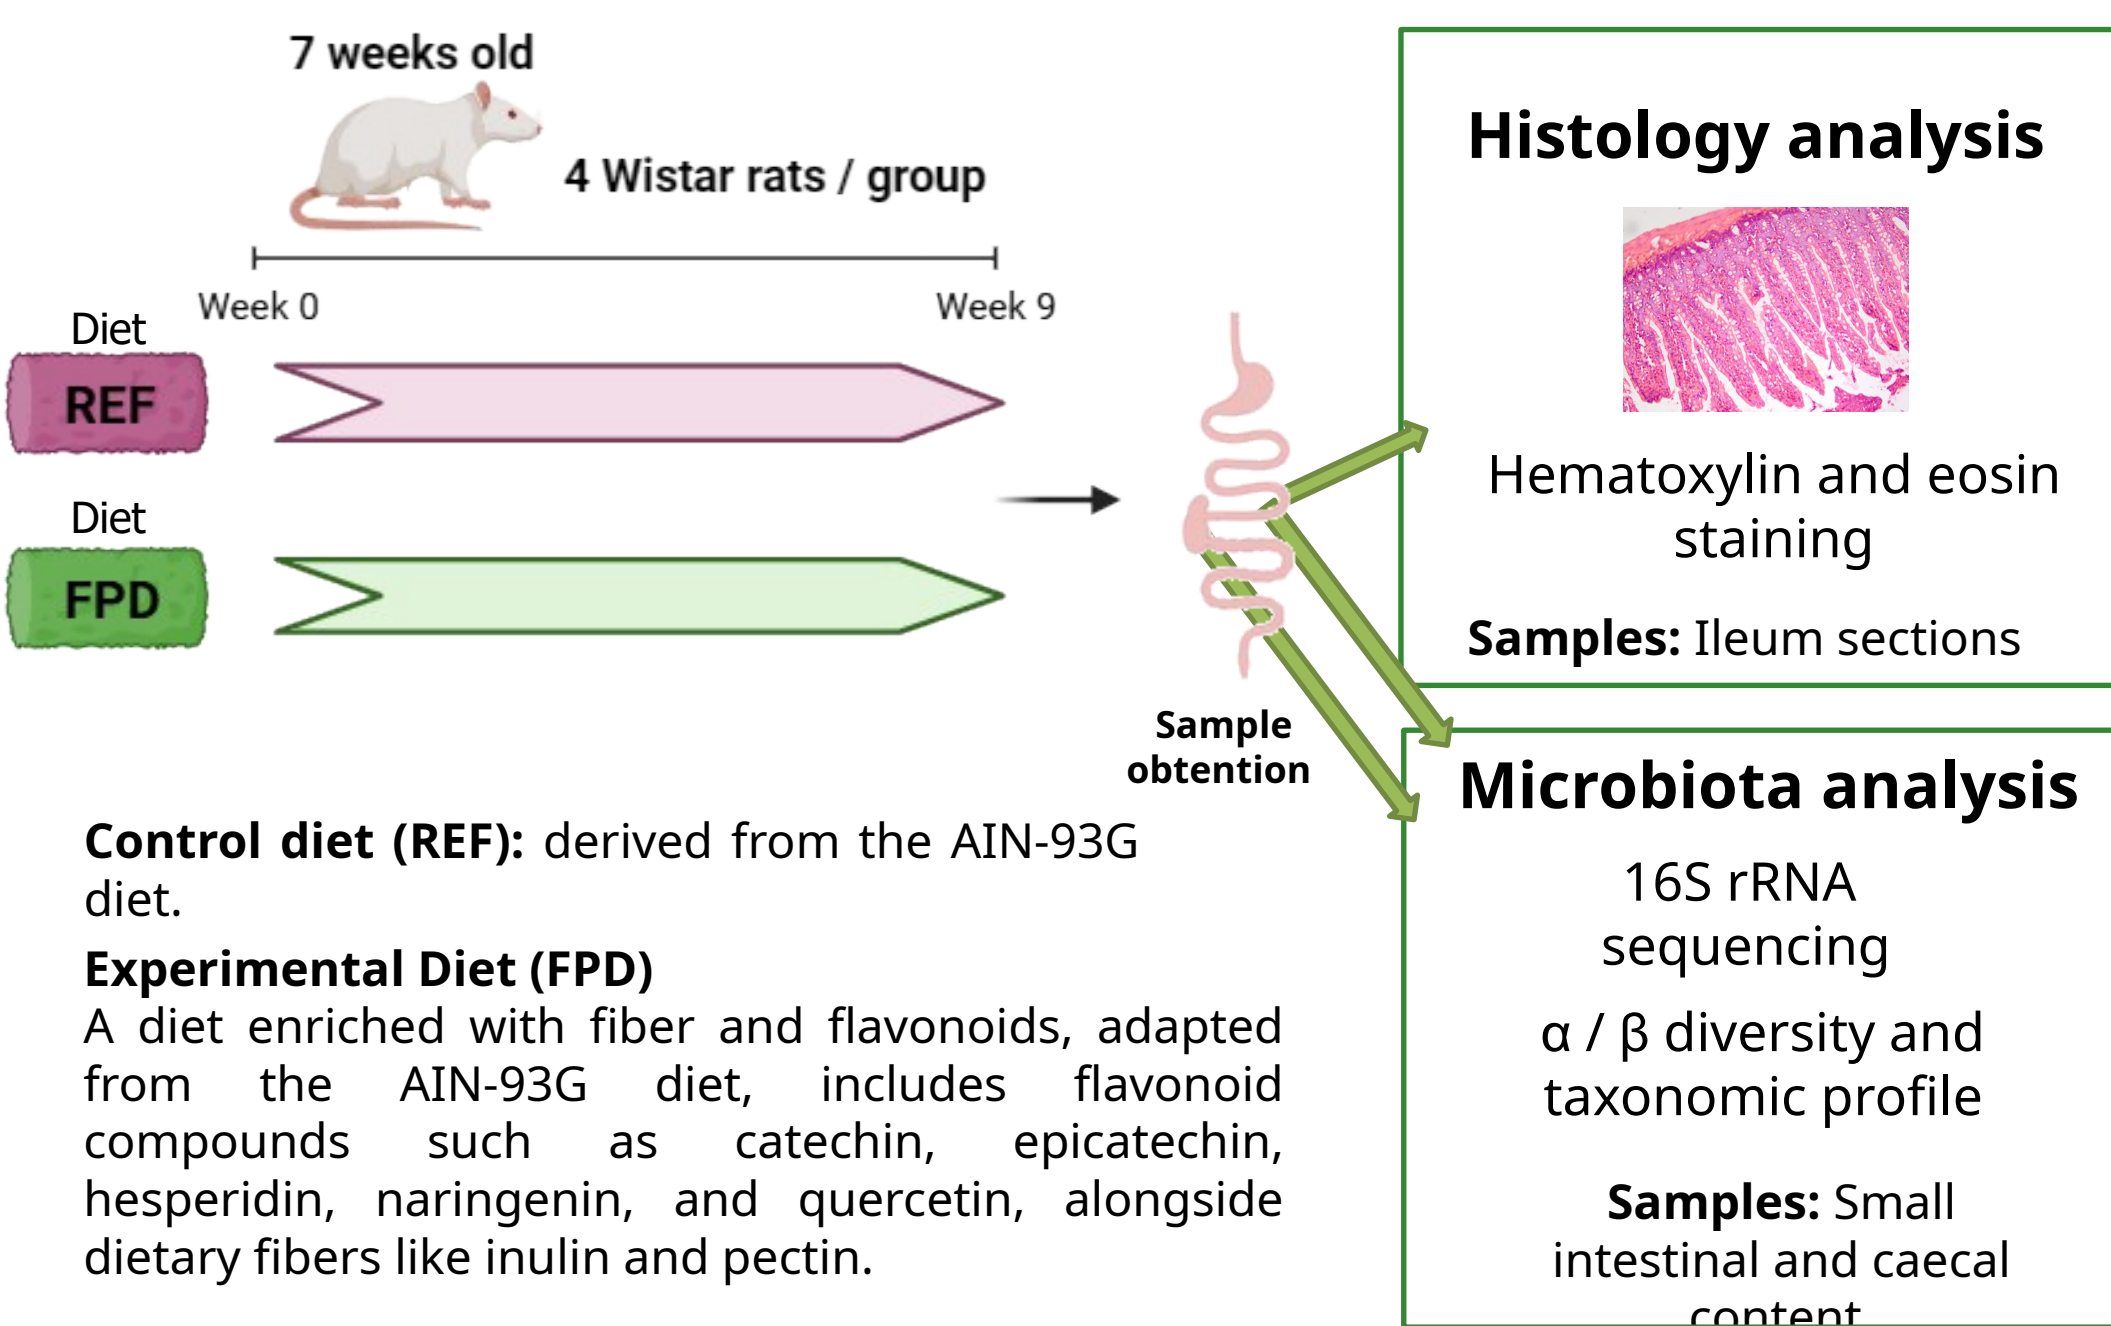 7 weeks old
4 Wistar rats / group
Week 0
Week 9
Diet
REF
Diet
FPD
Sample
obtention
Control diet (REF): derived from the AIN-93G
diet.
Experimental Diet (FPD)
A diet enriched with fiber and flavonoids, adapted
from the AIN-93G diet, includes flavonoid
compounds such as catechin, epicatechin,
hesperidin, naringenin, and quercetin, alongside
dietary fibers like inulin and pectin.
Histology analysis
Hematoxylin and eosin
staining
Samples: Ileum sections
Microbiota analysis
16S rRNA
sequencing
α / β diversity and
taxonomic profile
Samples: Small
intestinal and caecal
content